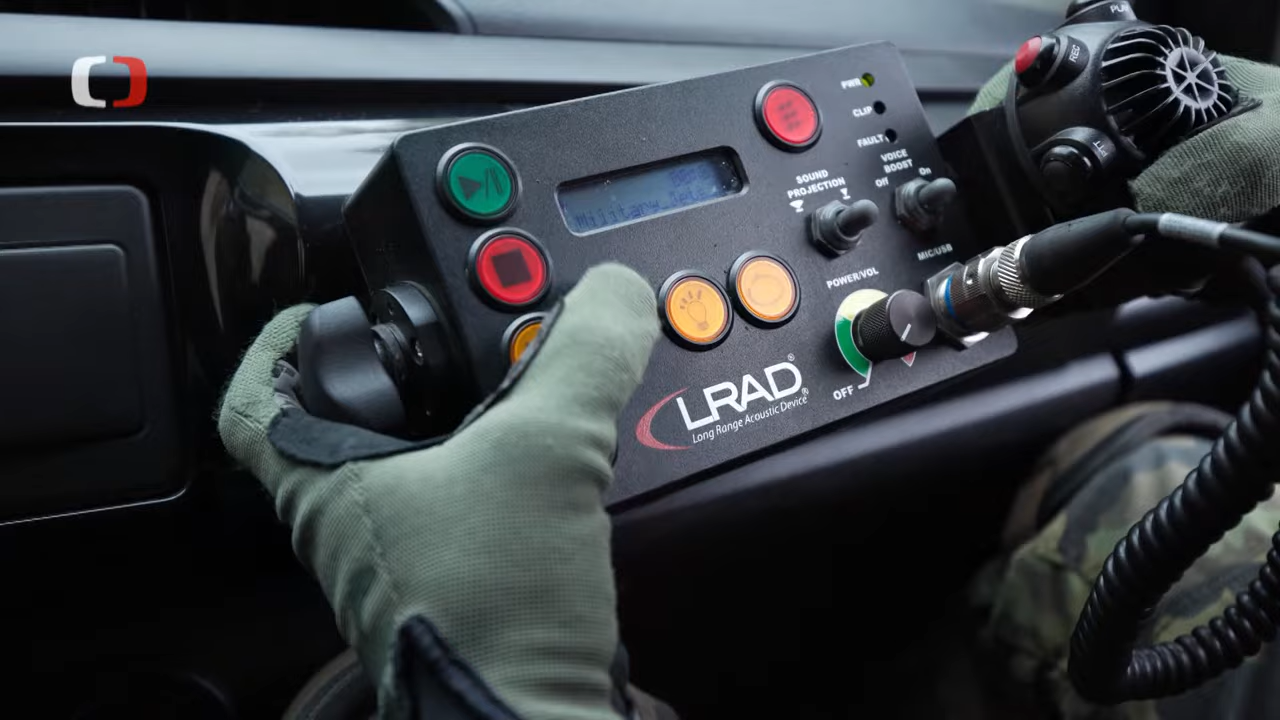 PWR
CLIP
FAULT
VOICE
BOOST
Off
On
SOUND
PROJECTION
REC
MIC/USB
POWER/VOL
OFF
LRAD®
Long Range Acoustic Device®